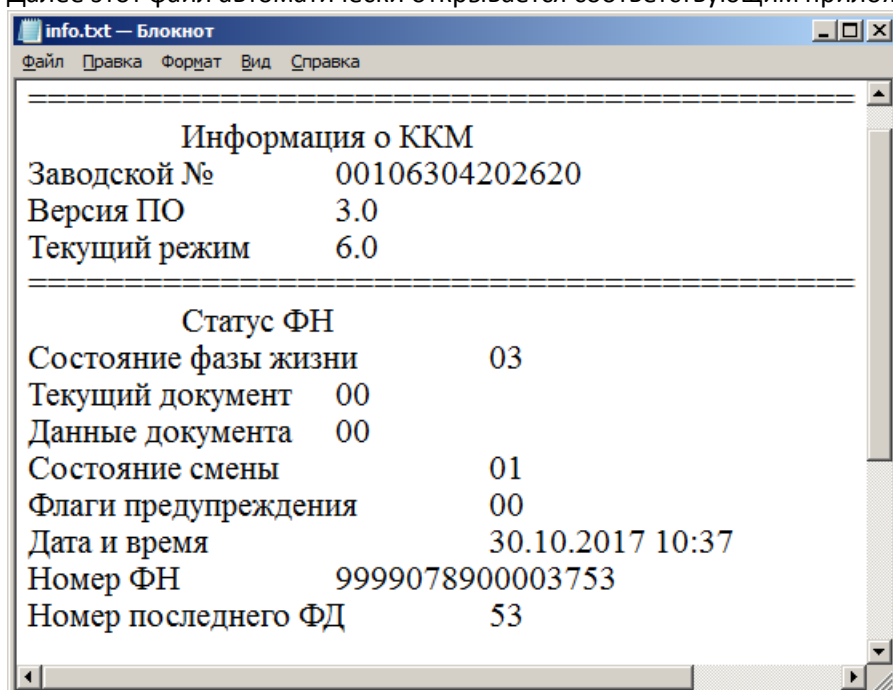 Далее этот файл автоматически открывается соответствующим прилож
info.txt — Блокнот
Файл Правка Формат Вид Справка
===========================================
Информация о ККМ
Заводской № 00106304202620
Версия ПО 3.0
Текущий режим 6.0
===========================================
Статус ФН
Состояние фазы жизни 03
Текущий документ 00
Данные документа 00
Состояние смены 01
Флаги предупреждения 00
Дата и время 30.10.2017 10:37
Номер ФН 9999078900003753
Номер последнего ФД 53